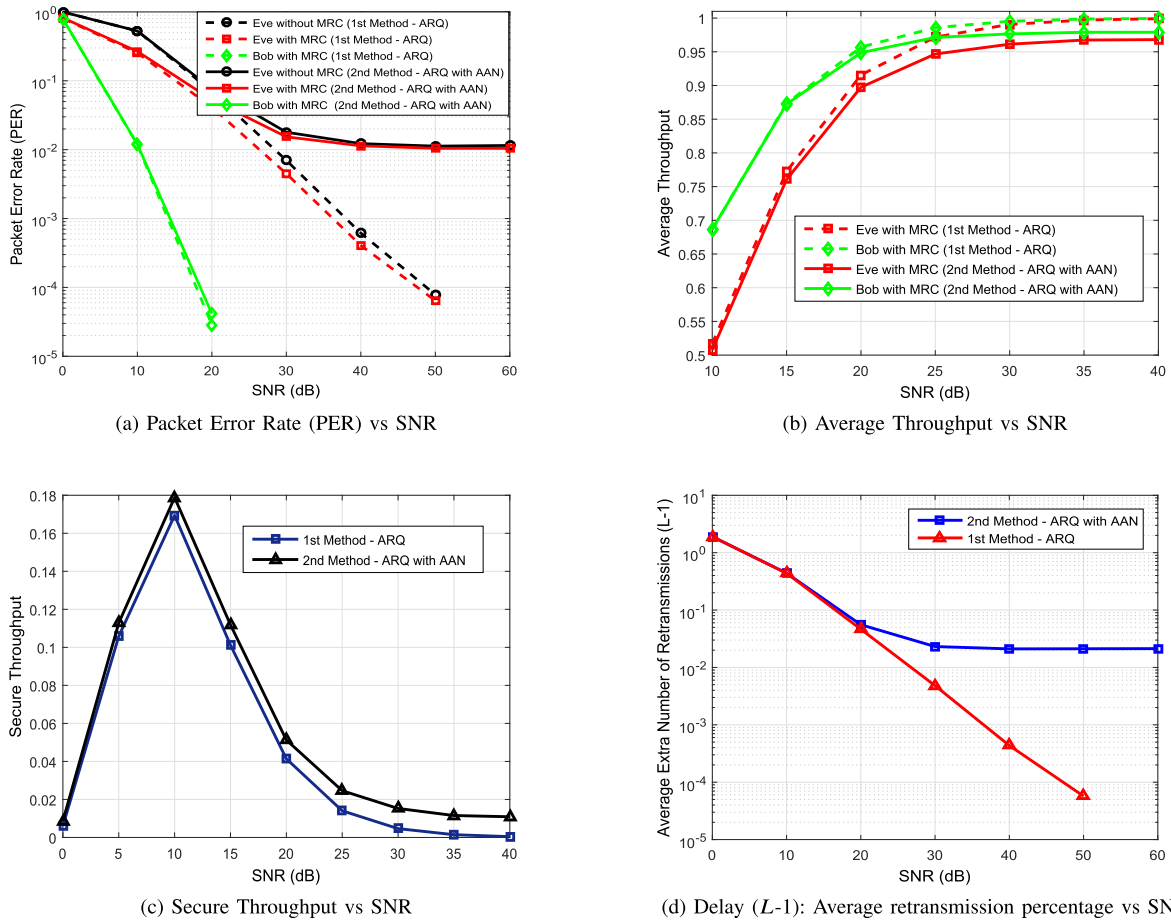 10^0
10^-1
10^-2
10^-3
10^-4
10^-5
Packet Error Rate (PER)
Eve without MRC (1st Method - ARQ)
Eve with MRC (1st Method - ARQ)
Bob with MRC (1st Method - ARQ)
Eve without MRC (2nd Method - ARQ with AAN)
Eve with MRC (2nd Method - ARQ with AAN)
Bob with MRC (2nd Method - ARQ with AAN)
0 10 20 30 40 50 60
SNR (dB)
(a) Packet Error Rate (PER) vs SNR
1
0.95
0.9
0.85
0.8
0.75
0.7
0.65
0.6
0.55
0.5
Average Throughput
Eve with MRC (1st Method - ARQ)
Bob with MRC (1st Method - ARQ)
Eve with MRC (2nd Method - ARQ with AAN)
Bob with MRC (2nd Method - ARQ with AAN)
10 15 20 25 30 35 40
SNR (dB)
(b) Average Throughput vs SNR
0.18
0.16
0.14
0.12
0.1
0.08
0.06
0.04
0.02
0
Secure Throughput
1st Method - ARQ
2nd Method - ARQ with AAN
0 5 10 15 20 25 30 35 40
SNR (dB)
(c) Secure Throughput vs SNR
10^1
10^0
10^-1
10^-2
10^-3
10^-4
10^-5
Average Extra Number of Retransmissions (L-1)
2nd Method - ARQ with AAN
1st Method - ARQ
0 10 20 30 40 50 60
SNR (dB)
(d) Delay (L-1): Average retransmission percentage vs SN